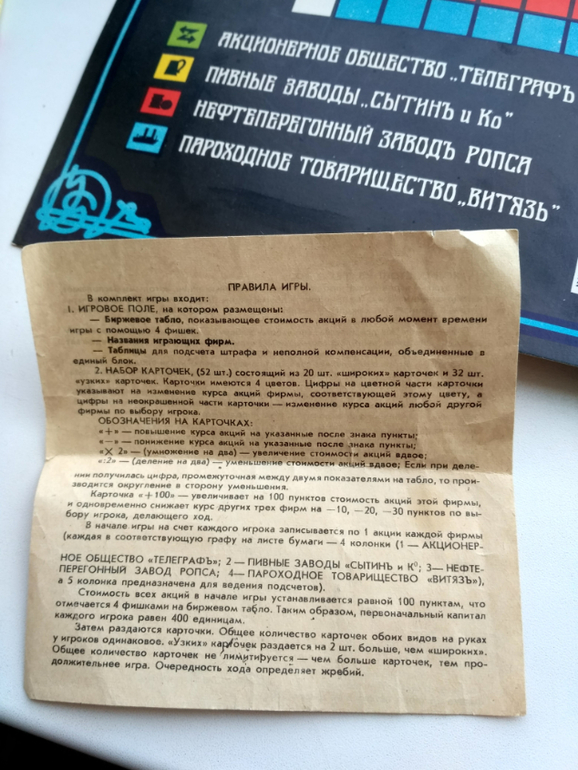 АКЦИОНЕРНОЕ ОБЩЕСТВО „ТЕЛЕГРАФЪ
ПИВНЫЕ ЗАВОДЫ „СЫТИНЪ и Ко"
НЕФТЕПЕРЕГОННЫЙ ЗАВОДЪ РОПСА
ПАРОХОДНОЕ ТОВАРИЩЕСТВО „ВИТЯЗЬ"
ПРАВИЛА ИГРЫ.
В комплект игры входит:
1. ИГРОВОЕ ПОЛЕ, на котором размещены:
— Биржевое табло, показывающее стоимость акций в любой момент времени
игры с помощью 4 фишек.
— Названия играющих фирм.
— Таблицы для подсчета штрафа и неполной компенсации, объединенные в
единый блок.
2. НАБОР КАРТОЧЕК, (52 шт.) состоящий из 20 шт. «широких» карточек и 32 шт.
«узких» карточек. Карточки имеются 4 цветов. Цифры на цветной части карточки
указывают на изменение курса акций фирмы, соответствующей этому цвету, а
цифры на неокрашенной части карточки — изменение курса акций любой другой
фирмы по выбору игрока.
ОБОЗНАЧЕНИЯ НА КАРТОЧКАХ:
«+» — повышение курса акций на указанные после знака пункты;
«—» — понижение курса акций на указанные после знака пункты;
«X 2» — (умножение на два) — увеличение стоимости акций вдвое;
«:2» — (деление на два) — уменьшение стоимости акций вдвое; Если при деле-
нии получилась цифра, промежуточная между двумя показателями на табло, то прои-
зводится округление в сторону уменьшения.
Карточка «+100» — увеличивает на 100 пунктов стоимость акций этой фирмы,
и одновременно снижает курс других трех фирм на —10, —20, —30 пунктов по вы-
бору игрока, делающего ход.
В начале игры на счет каждого игрока записывается по 1 акции каждой фирмы
(каждая в соответствующую графу на листе бумаги — 4 колонки (1 — АКЦИОНЕР-
НОЕ ОБЩЕСТВО «ТЕЛЕГРАФЪ»; 2 — ПИВНЫЕ ЗАВОДЫ «СЫТИНЪ и К°; 3 — НЕФТЕ-
ПЕРЕГОННЫЙ ЗАВОД РОПСА; 4 — ПАРОХОДНОЕ ТОВАРИЩЕСТВО «ВИТЯЗЬ»),
а 5 колонка предназначена для ведения подсчетов).
Стоимость всех акций в начале игры устанавливается равной 100 пунктам, что
отмечается 4 фишками на биржевом табло. Таким образом, первоначальный капитал
каждого игрока равен 400 единицам.
Затем раздаются карточки. Общее количество карточек обоих видов на руках
у игроков одинаковое. «Узких» карточек раздается на 2 шт. больше, чем «широких».
Общее количество карточек не лимитируется — чем больше карточек, тем про-
должительнее игра. Очередность хода определяет жребий.